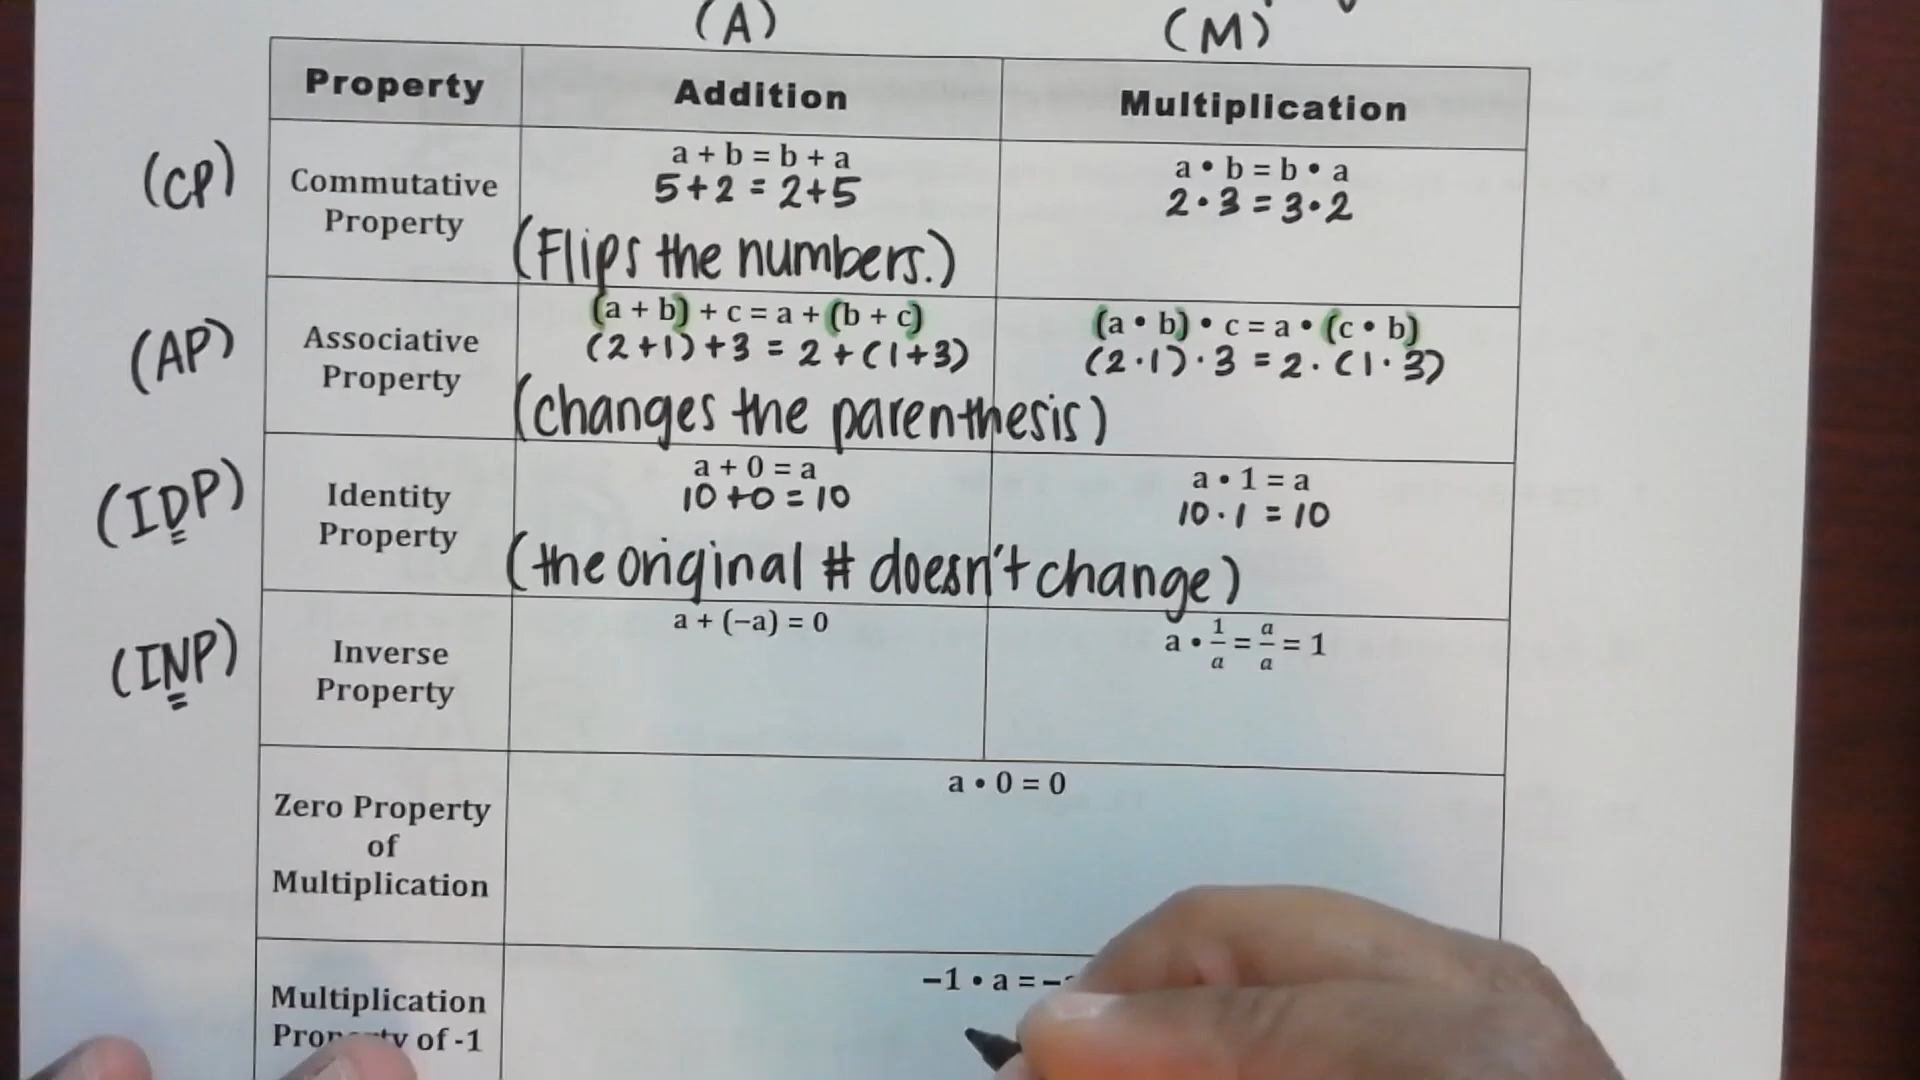 (A) (M)
Property Addition Multiplication
(CP)
Commutative
Property
a + b = b + a
5+2 = 2+5
(Flips the numbers.)
a • b = b • a
2•3 = 3•2
(AP)
Associative
Property
(a + b) + c = a + (b + c)
(2+1)+3 = 2+(1+3)
(changes the parenthesis)
(a • b) • c = a • (c • b)
(2·1)·3 = 2·(1·3)
(IDP)
Identity
Property
a + 0 = a
10+0 = 10
(the original # doesn't change)
a • 1 = a
10·1 = 10
(INP)
Inverse
Property
a + (−a) = 0
a • 1/a = a/a = 1
Zero Property
of
Multiplication
a • 0 = 0
Multiplication
of -1
−1 • a = −